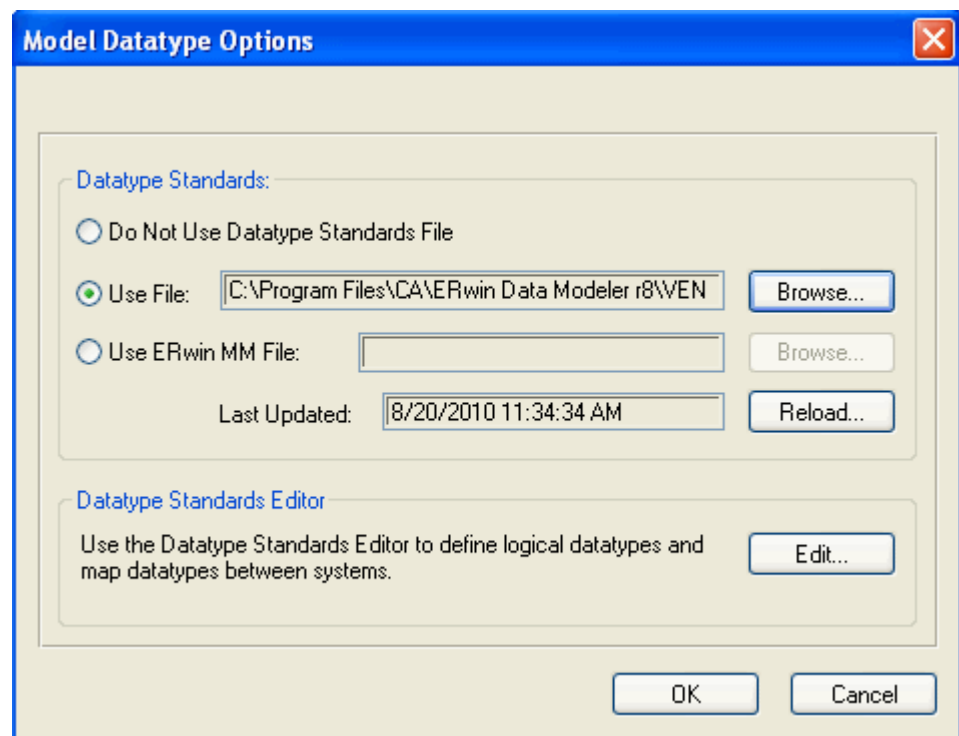 Model Datatype Options
Datatype Standards:
Do Not Use Datatype Standards File
Use File: C:\Program Files\CA\ERwin Data Modeler r8\VEN Browse...
Use ERwin MM File: Browse...
Last Updated: 8/20/2010 11:34:34 AM Reload...
Datatype Standards Editor
Use the Datatype Standards Editor to define logical datatypes and
map datatypes between systems.
Edit...
OK Cancel